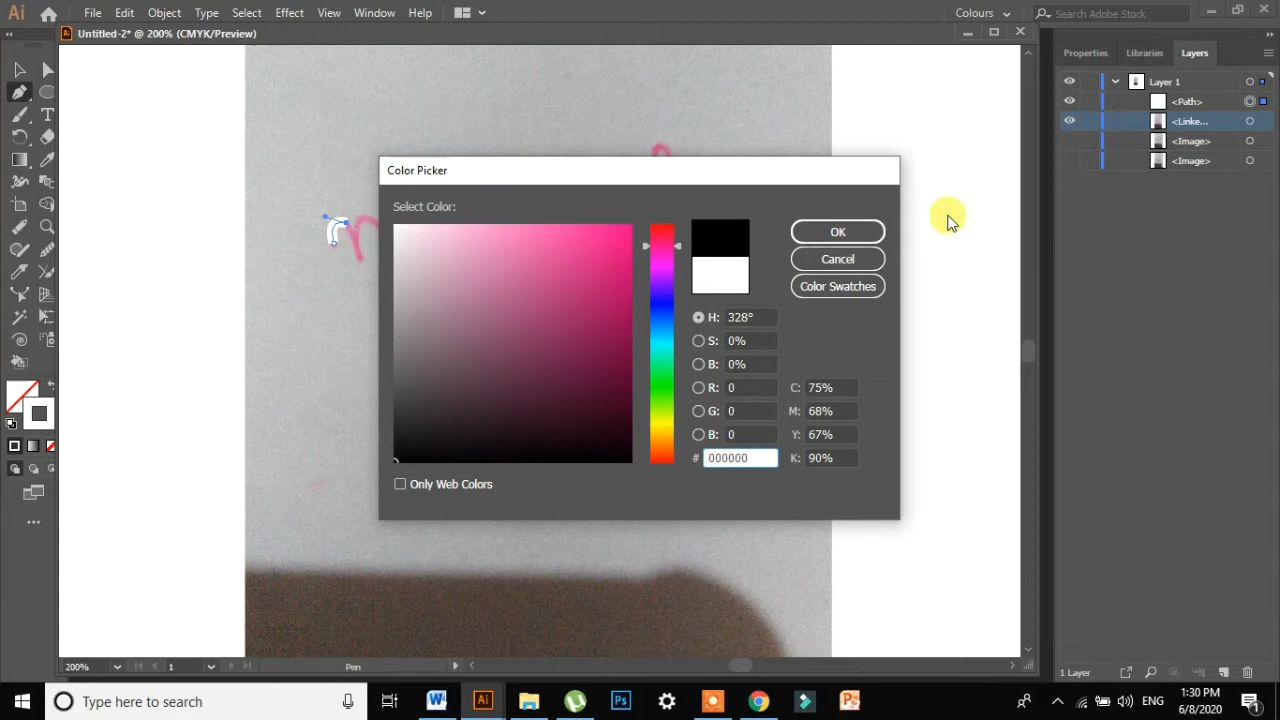 Ai File Edit Object Type Select Effect View Window Help Colours Search Adobe Stock
Untitled-2* @ 200% (CMYK/Preview)
Properties Libraries Layers
Layer 1
<Path>
<Linke...
<Image>
<Image>
Color Picker
Select Color:
OK
Cancel
Color Swatches
H: 328°
S: 0%
B: 0%
R: 0 C: 75%
G: 0 M: 68%
B: 0 Y: 67%
# 000000 K: 90%
Only Web Colors
200% 1 Pen
1 Layer
Type here to search
ENG
1:30 PM
6/8/2020
1